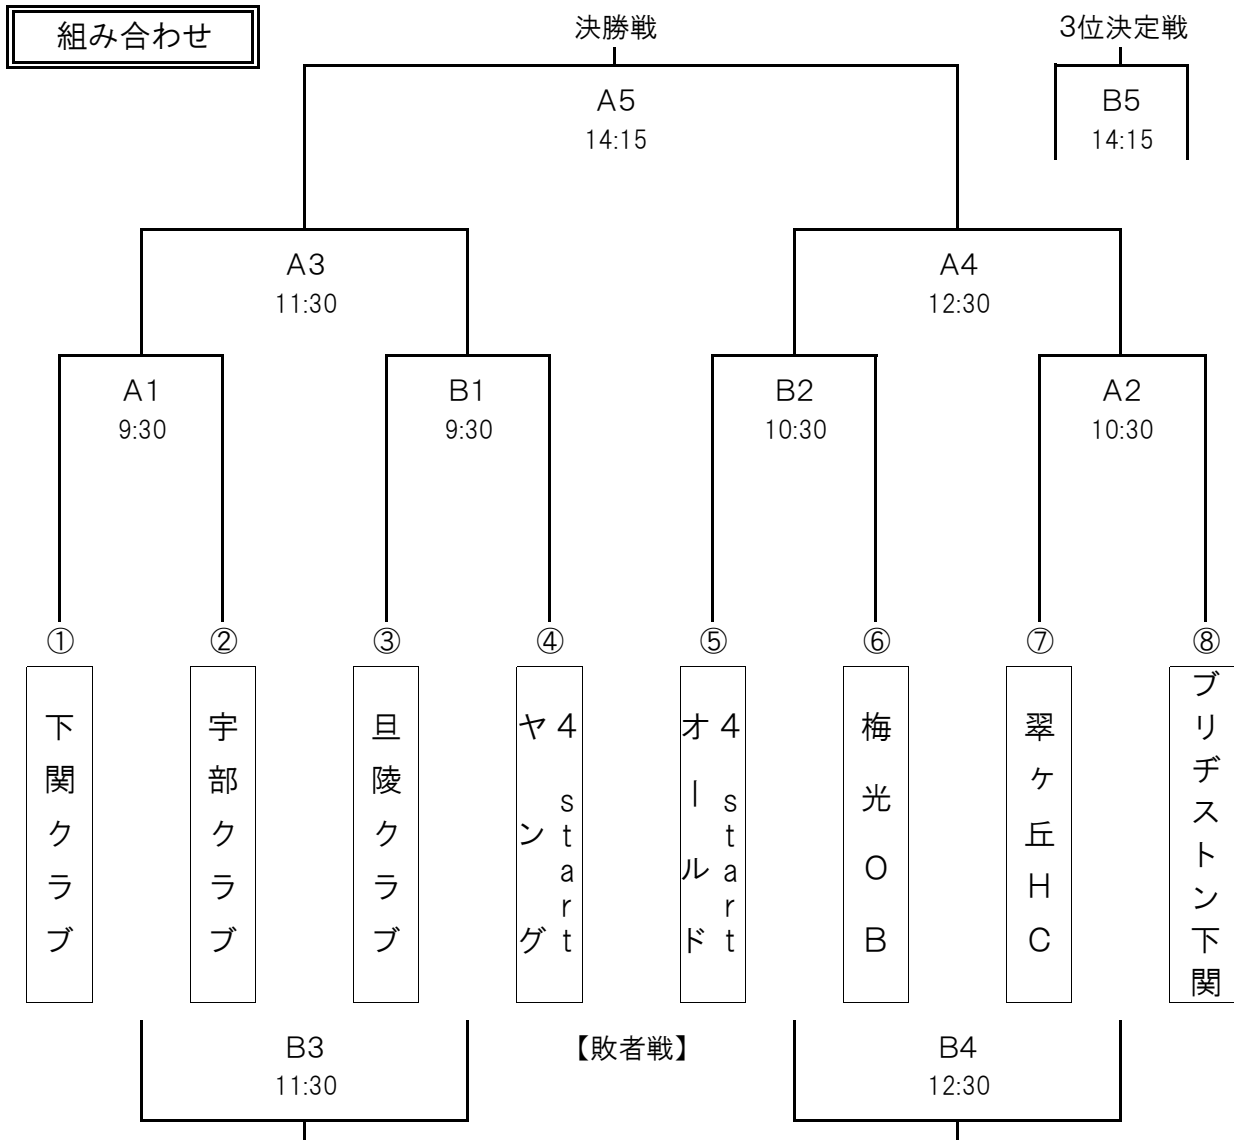 組み合わせ
決勝戦
3位決定戦
A5
14:15
B5
14:15
A3
11:30
A4
12:30
A1
9:30
B1
9:30
B2
10:30
A2
10:30
①
②
③
④
⑤
⑥
⑦
⑧
下関クラブ
宇部クラブ
旦陵クラブ
4 start
ヤング
4 start
オールド
梅光OB
翠ヶ丘HC
ブリヂストン下関
B3
11:30
【敗者戦】
B4
12:30